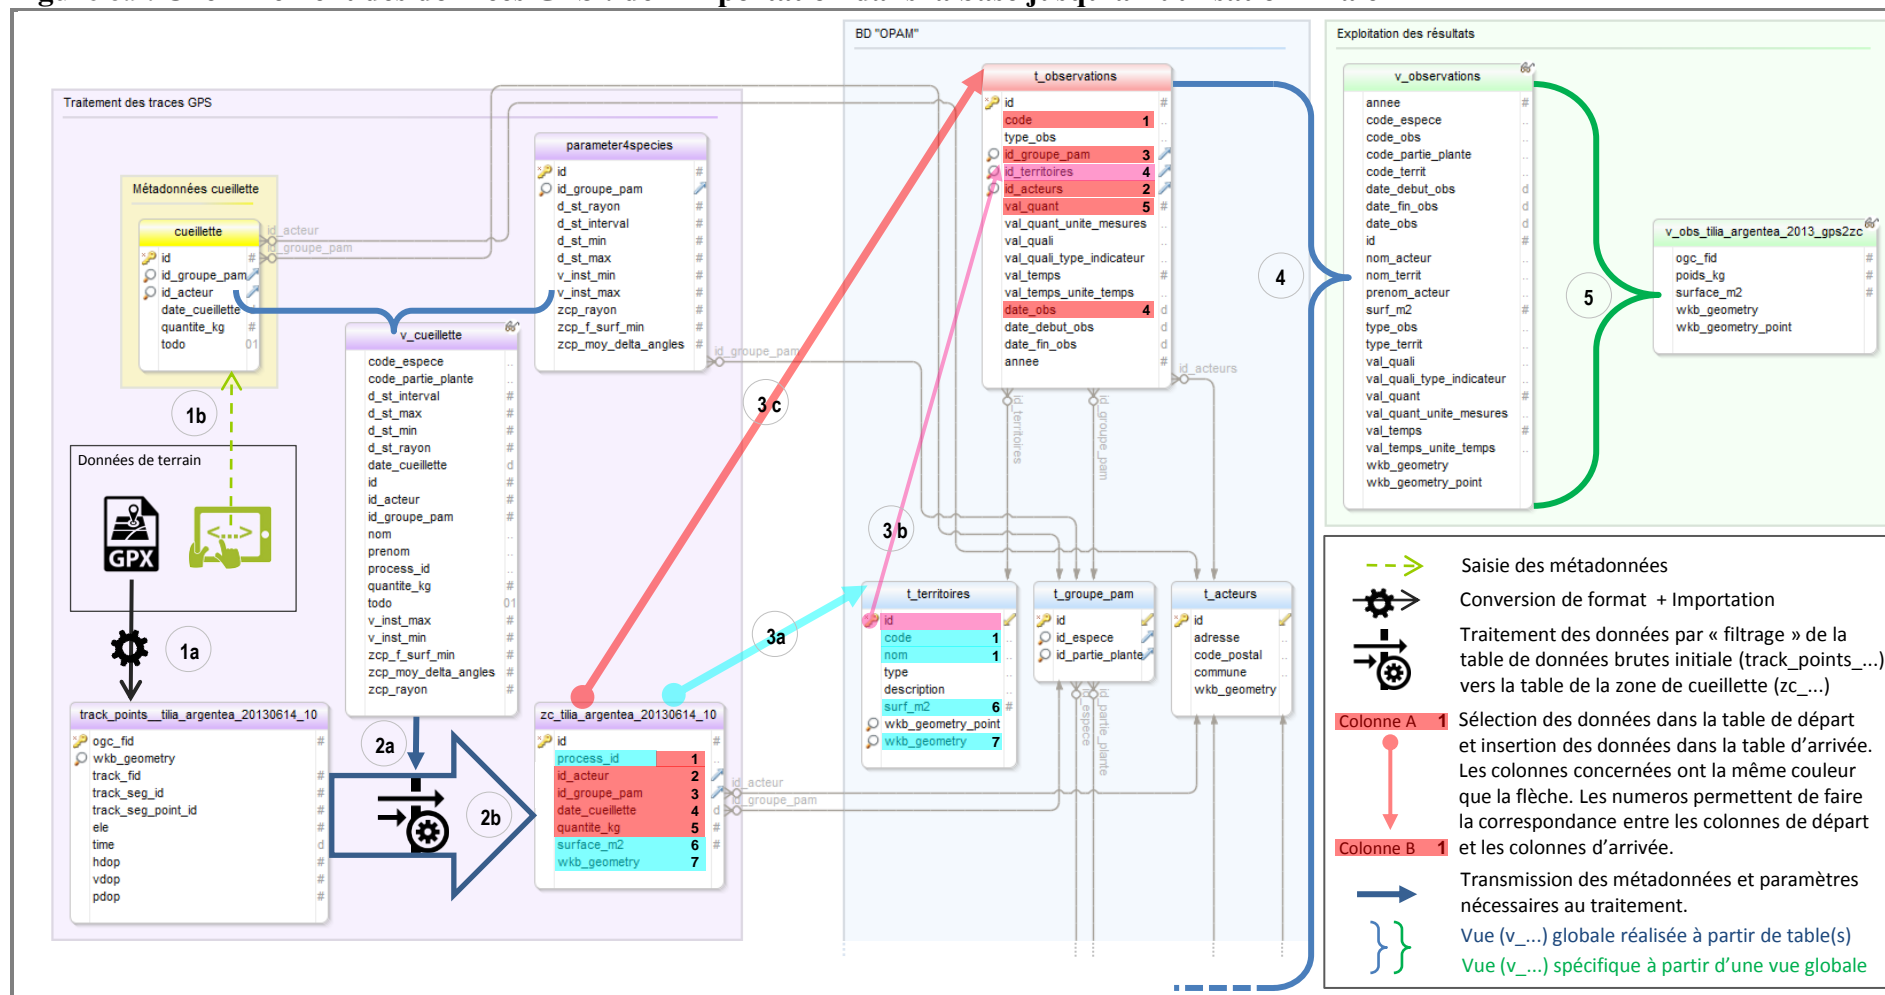 BD "OPAM"
Exploitation des résultats
Traitement des traces GPS
Métadonnées cueillette
cueillette
id #
id_groupe_pam
id_acteur
date_cueillette d
quantite_kg #
todo 01
id_acteur
id_groupe_pam
parameter4species
id #
id_groupe_pam
d_st_rayon #
d_st_interval #
d_st_min #
d_st_max #
v_inst_min #
v_inst_max #
zcp_rayon #
zcp_f_surf_min #
zcp_moy_delta_angles #
id_groupe_pam
v_cueillette
code_espece ..
code_partie_plante ..
d_st_interval #
d_st_max #
d_st_min #
d_st_rayon #
date_cueillette d
id #
id_acteur #
id_groupe_pam #
nom ..
prenom ..
process_id ..
quantite_kg #
todo 01
v_inst_max #
v_inst_min #
zcp_f_surf_min #
zcp_moy_delta_angles #
zcp_rayon #
1b
Données de terrain
GPX
<...>
1a
track_points__tilia_argentea_20130614_10
ogc_fid #
wkb_geometry
track_fid #
track_seg_id #
track_seg_point_id #
ele #
time d
hdop #
vdop #
pdop #
2a
2b
zc_tilia_argentea_20130614_10
id #
process_id 1 ..
id_acteur 2
id_groupe_pam 3
date_cueillette 4 d
quantite_kg 5 #
surface_m2 6 #
wkb_geometry 7
id_acteur
id_groupe_pam
3c
3b
3a
t_observations
id #
code 1 ..
type_obs ..
id_groupe_pam 3
id_territoires 4
id_acteurs 2
val_quant 5 #
val_quant_unite_mesures ..
val_quali ..
val_quali_type_indicateur ..
val_temps #
val_temps_unite_temps ..
date_obs 4 d
date_debut_obs d
date_fin_obs d
annee #
id_territoires
id_groupe_pam
id_acteurs
t_territoires
id
code 1 ..
nom 1 ..
type ..
description ..
surf_m2 6 #
wkb_geometry_point
wkb_geometry 7
t_groupe_pam
id
id_espece
id_partie_plante
id_espece
id_partie_plante
t_acteurs
id
adresse ..
code_postal ..
commune ..
wkb_geometry
4
v_observations
annee #
code_espece ..
code_obs ..
code_partie_plante ..
code_territ ..
date_debut_obs d
date_fin_obs d
date_obs d
id #
nom_acteur ..
nom_territ ..
prenom_acteur ..
surf_m2 #
type_obs ..
type_territ ..
val_quali ..
val_quali_type_indicateur ..
val_quant #
val_quant_unite_mesures ..
val_temps #
val_temps_unite_temps ..
wkb_geometry
wkb_geometry_point
5
v_obs_tilia_argentea_2013_gps2zc
ogc_fid #
poids_kg #
surface_m2 #
wkb_geometry
wkb_geometry_point
Saisie des métadonnées
Conversion de format + Importation
Traitement des données par « filtrage » de la
table de données brutes initiale (track_points_...)
vers la table de la zone de cueillette (zc_...)
Colonne A 1
Sélection des données dans la table de départ
et insertion des données dans la table d'arrivée.
Les colonnes concernées ont la même couleur
que la flèche. Les numeros permettent de faire
la correspondance entre les colonnes de départ
Colonne B 1
et les colonnes d'arrivée.
Transmission des métadonnées et paramètres
nécessaires au traitement.
Vue (v_...) globale réalisée à partir de table(s)
Vue (v_...) spécifique à partir d'une vue globale